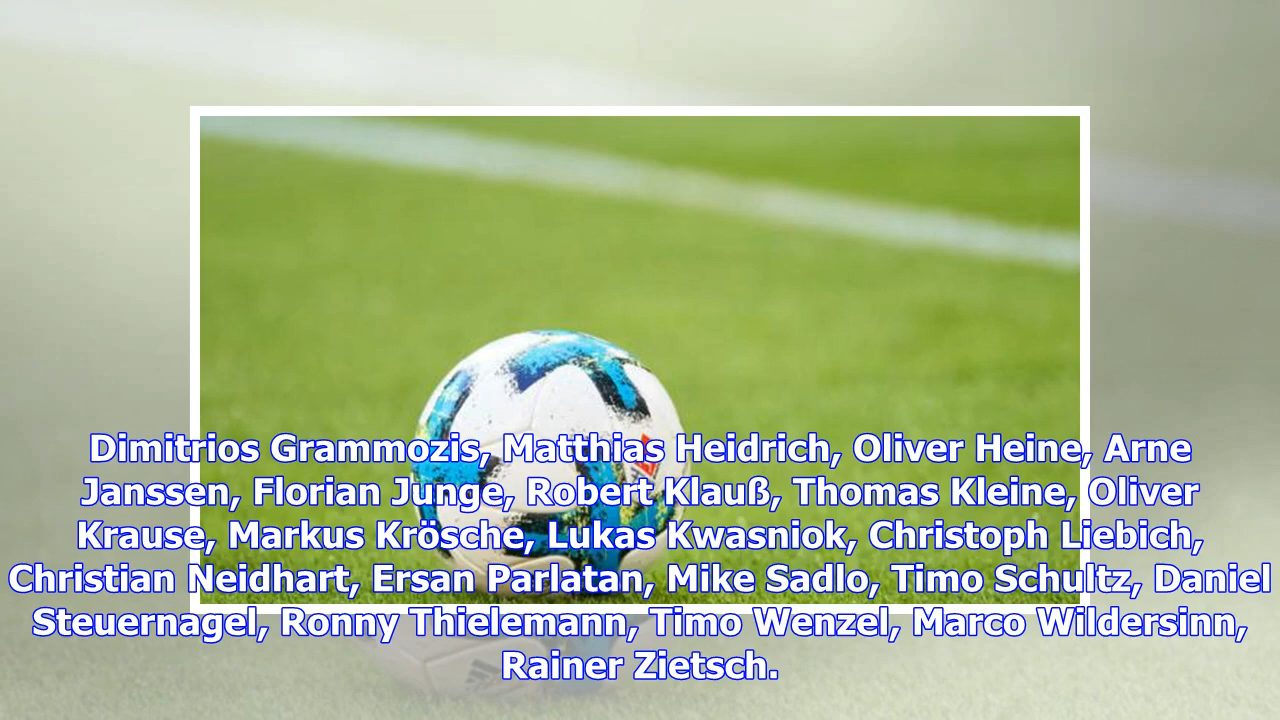 Dimitrios Grammozis, Matthias Heidrich, Oliver Heine, Arne
Janssen, Florian Junge, Robert Klauß, Thomas Kleine, Oliver
Krause, Markus Krösche, Lukas Kwasniok, Christoph Liebich,
Christian Neidhart, Ersan Parlatan, Mike Sadlo, Timo Schultz, Daniel
Steuernagel, Ronny Thielemann, Timo Wenzel, Marco Wildersinn,
Rainer Zietsch.